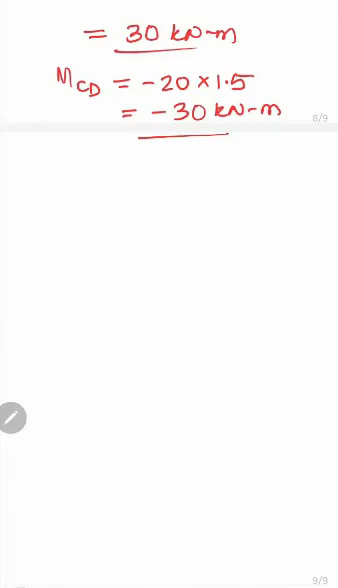 = 30 kN-m
MCD = -20 × 1.5
= - 30 kN-m
8/9
9/9